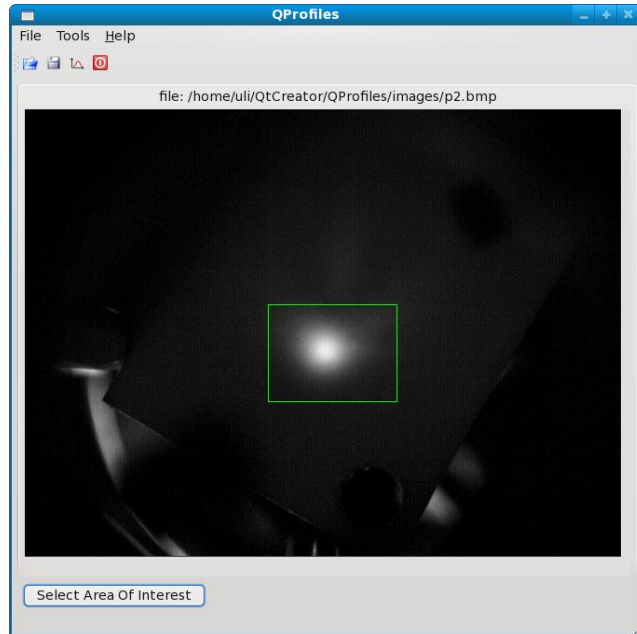 QProfiles
File Tools Help
file: /home/uli/QtCreator/QProfiles/images/p2.bmp
Select Area Of Interest